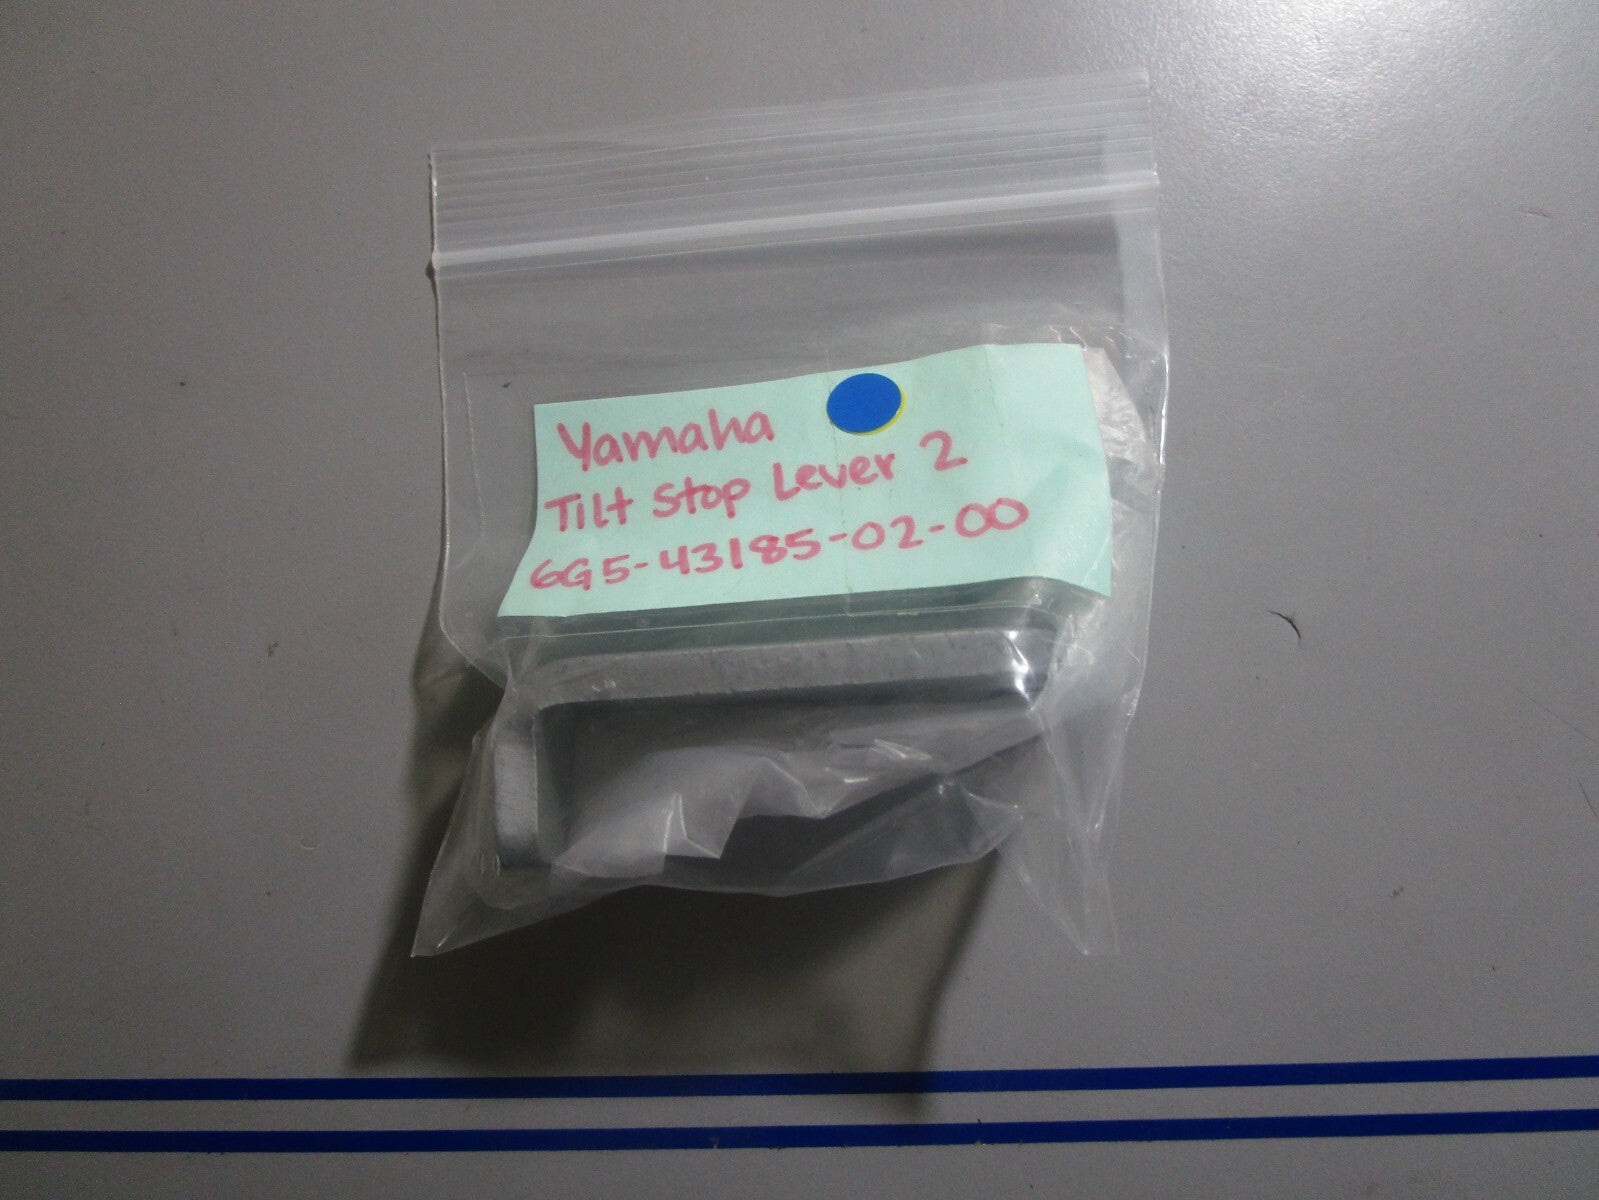 Yamaha
Tilt Stop Lever 2
6G5-43185-02-00